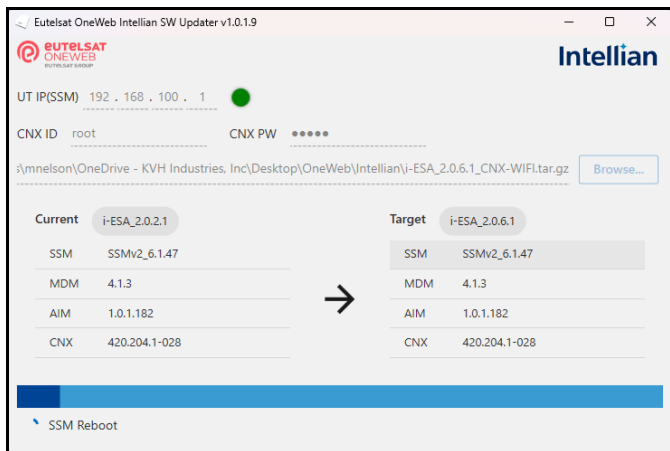 Eutelsat OneWeb Intellian SW Updater v1.0.1.9
EUTELSAT
ONEWEB
EUTELSAT GROUP
Intellian
UT IP(SSM) 192 . 168 . 100 . 1
CNX ID root CNX PW •••••
s\mnelson\OneDrive - KVH Industries, Inc\Desktop\OneWeb\Intellian\i-ESA_2.0.6.1_CNX-WIFI.tar.gz Browse...
Current i-ESA_2.0.2.1 Target i-ESA_2.0.6.1
SSM SSMv2_6.1.47 SSM SSMv2_6.1.47
MDM 4.1.3 MDM 4.1.3
AIM 1.0.1.182 AIM 1.0.1.182
CNX 420.204.1-028 CNX 420.204.1-028
SSM Reboot